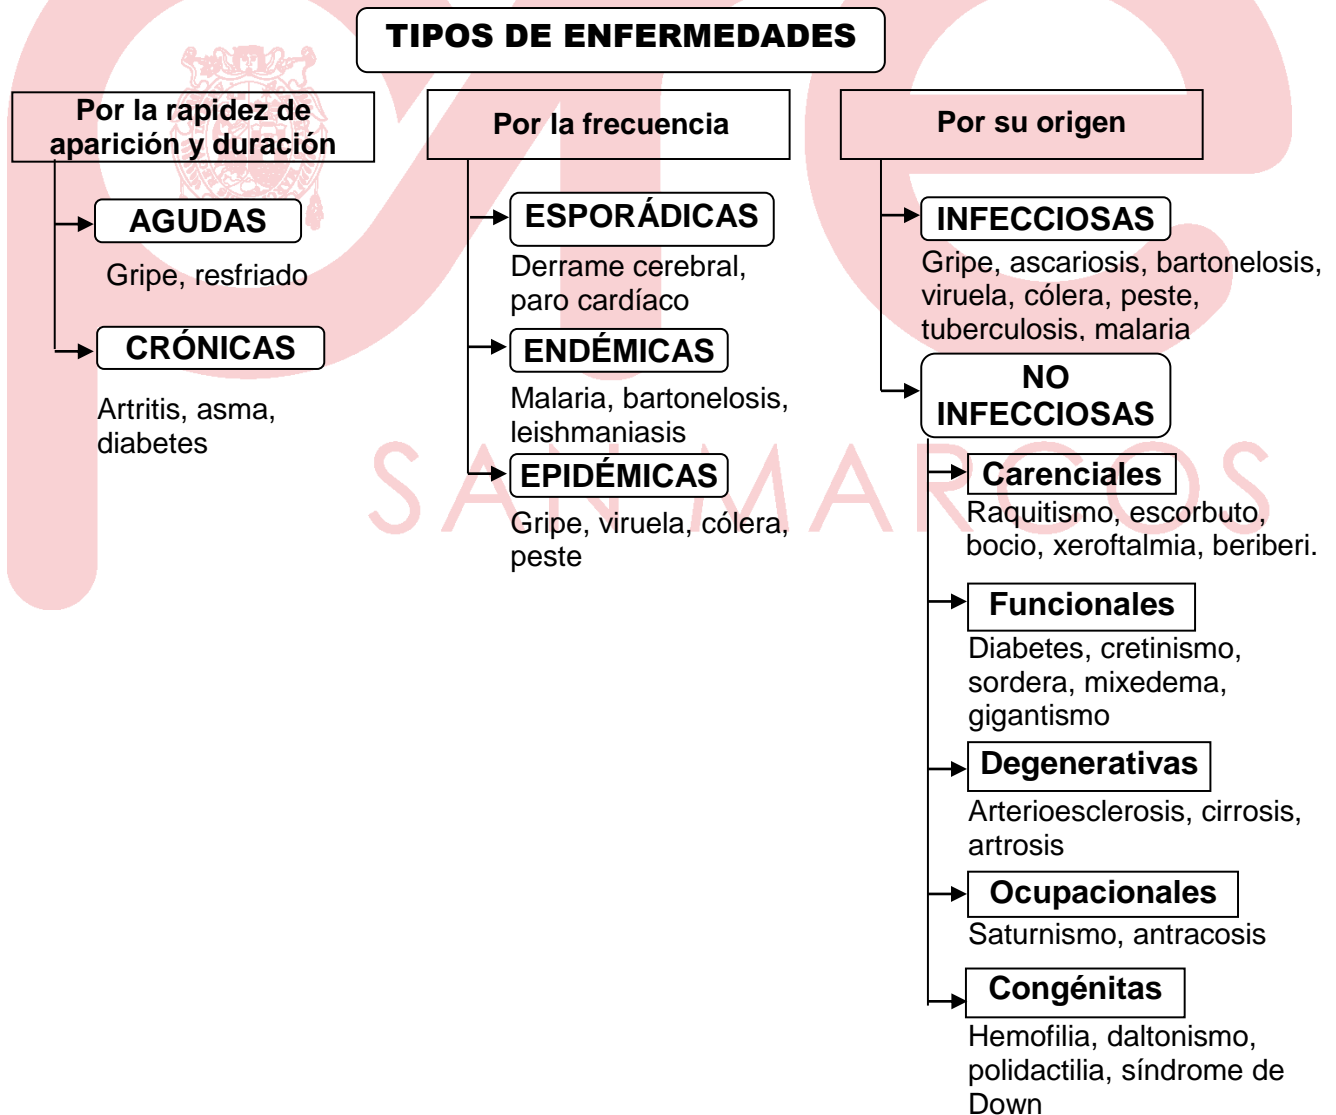 TIPOS DE ENFERMEDADES
Por la rapidez de
aparición y duración
AGUDAS
Gripe, resfriado
CRÓNICAS
Artritis, asma,
diabetes
Por la frecuencia
ESPORÁDICAS
Derrame cerebral,
paro cardíaco
ENDÉMICAS
Malaria, bartonelosis,
leishmaniasis
EPIDÉMICAS
Gripe, viruela, cólera,
peste
Por su origen
INFECCIOSAS
Gripe, ascariosis, bartonelosis,
viruela, cólera, peste,
tuberculosis, malaria
NO
INFECCIOSAS
Carenciales
Raquitismo, escorbuto,
bocio, xeroftalmia, beriberi.
Funcionales
Diabetes, cretinismo,
sordera, mixedema,
gigantismo
Degenerativas
Arterioesclerosis, cirrosis,
artrosis
Ocupacionales
Saturnismo, antracosis
Congénitas
Hemofilia, daltonismo,
polidactilia, síndrome de
Down
pre
SAN MARCOS